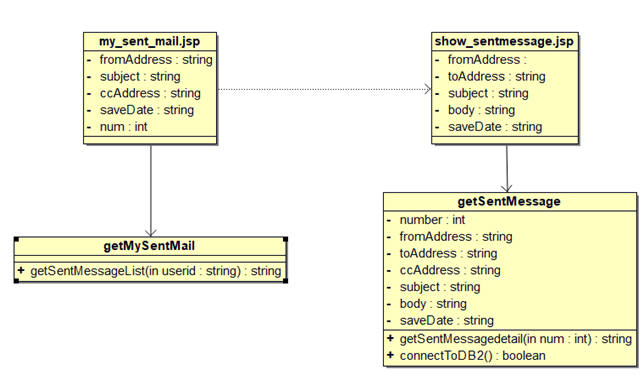 my_sent_mail.jsp
- fromAddress : string
- subject : string
- ccAddress : string
- saveDate : string
- num : int
show_sentmessage.jsp
- fromAddress :
- toAddress : string
- subject : string
- body : string
- saveDate : string
getMySentMail
+ getSentMessageList(in userid : string) : string
getSentMessage
- number : int
- fromAddress : string
- toAddress : string
- ccAddress : string
- subject : string
- body : string
- saveDate : string
+ getSentMessagedetail(in num : int) : string
+ connectToDB2() : boolean